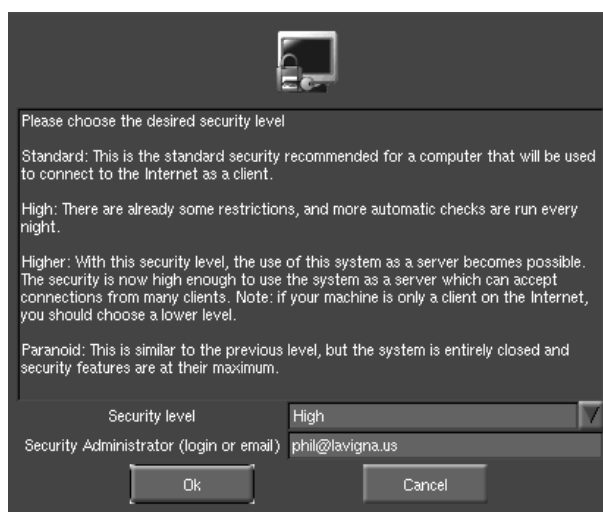 Please choose the desired security level
Standard: This is the standard security recommended for a computer that will be used
to connect to the Internet as a client.
High: There are already some restrictions, and more automatic checks are run every
night.
Higher: With this security level, the use of this system as a server becomes possible.
The security is now high enough to use the system as a server which can accept
connections from many clients. Note: if your machine is only a client on the Internet,
you should choose a lower level.
Paranoid: This is similar to the previous level, but the system is entirely closed and
security features are at their maximum.
Security level High
Security Administrator (login or email) phil@lavigna.us
Ok Cancel